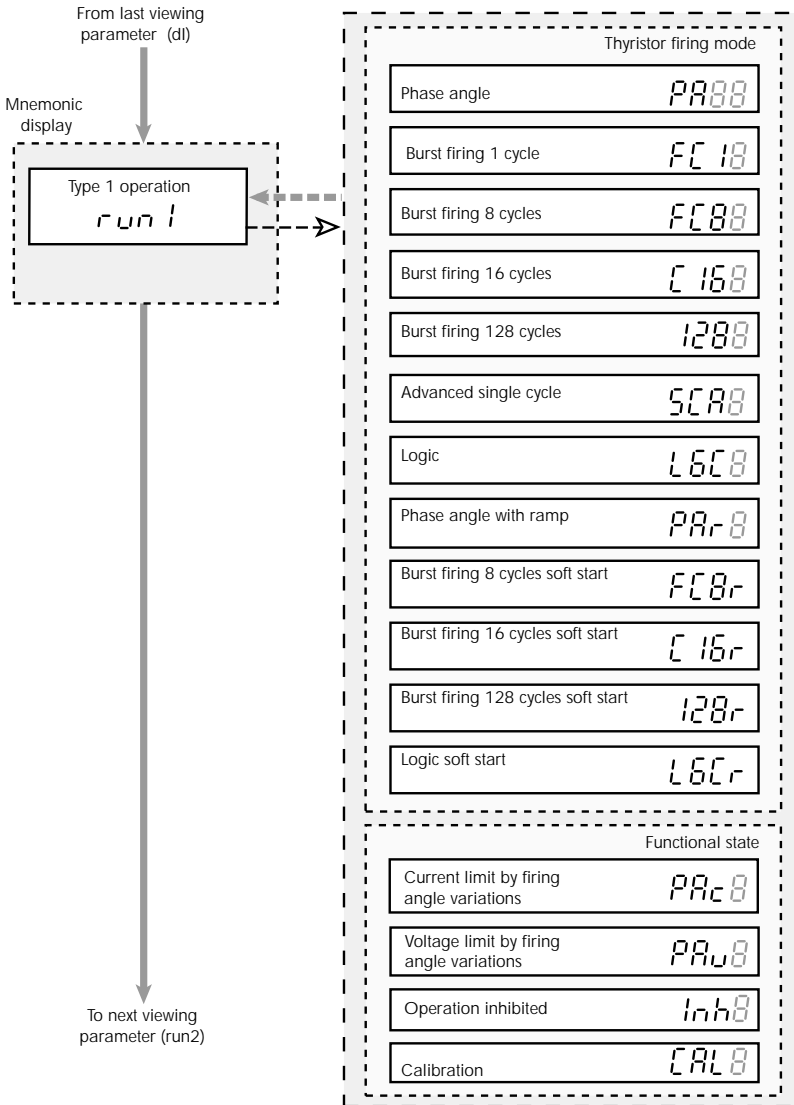 From last viewing
parameter (dI)
Mnemonic
display
Type 1 operation
run1
To next viewing
parameter (run2)
Thyristor firing mode
Phase angle PA
Burst firing 1 cycle FC1
Burst firing 8 cycles FC8
Burst firing 16 cycles C16
Burst firing 128 cycles 128
Advanced single cycle SCA
Logic LGC
Phase angle with ramp PAr
Burst firing 8 cycles soft start FC8r
Burst firing 16 cycles soft start C16r
Burst firing 128 cycles soft start 128r
Logic soft start LGCr
Functional state
Current limit by firing
angle variations PAc
Voltage limit by firing
angle variations PAu
Operation inhibited Inh
Calibration CAL